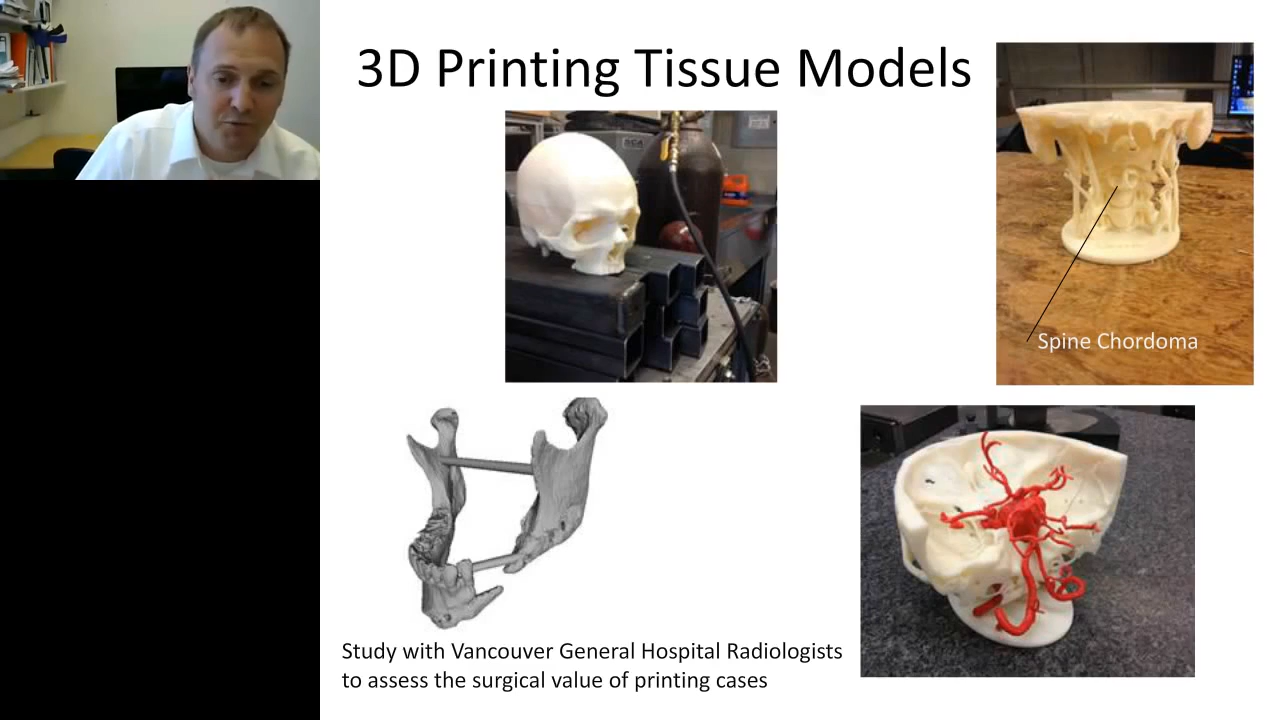 3D Printing Tissue Models
SCA
Spine Chordoma
Study with Vancouver General Hospital Radiologists
to assess the surgical value of printing cases